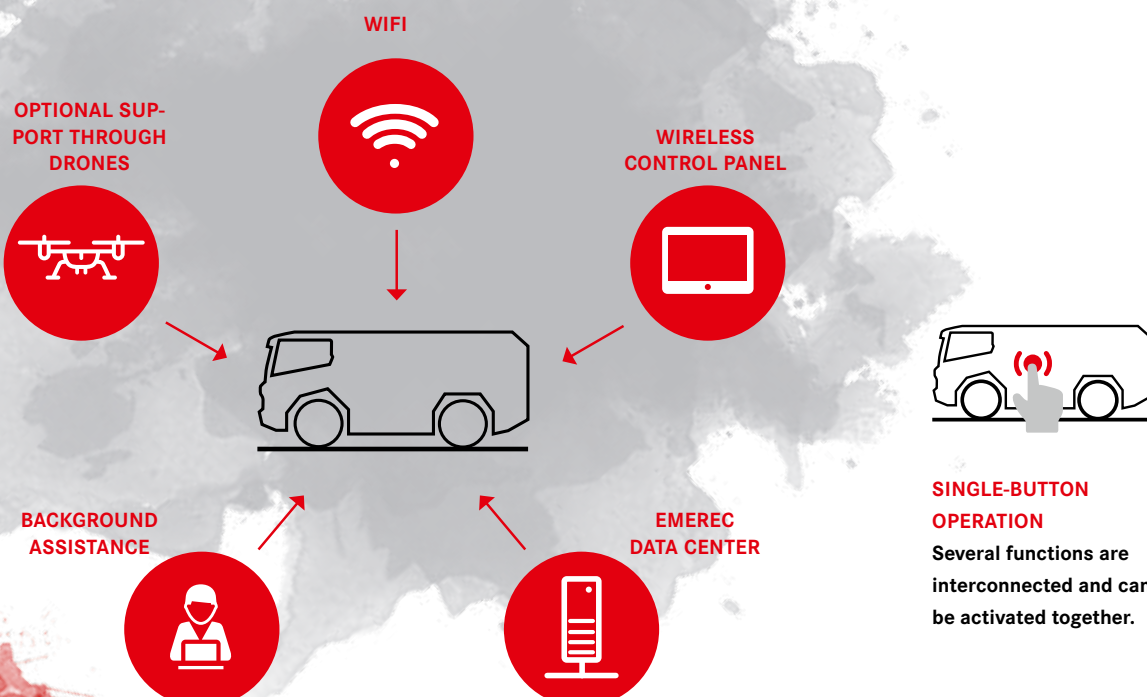 WIFI
OPTIONAL SUP-
PORT THROUGH
DRONES
WIRELESS
CONTROL PANEL
BACKGROUND
ASSISTANCE
EMEREC
DATA CENTER
SINGLE-BUTTON
OPERATION
Several functions are
interconnected and can
be activated together.